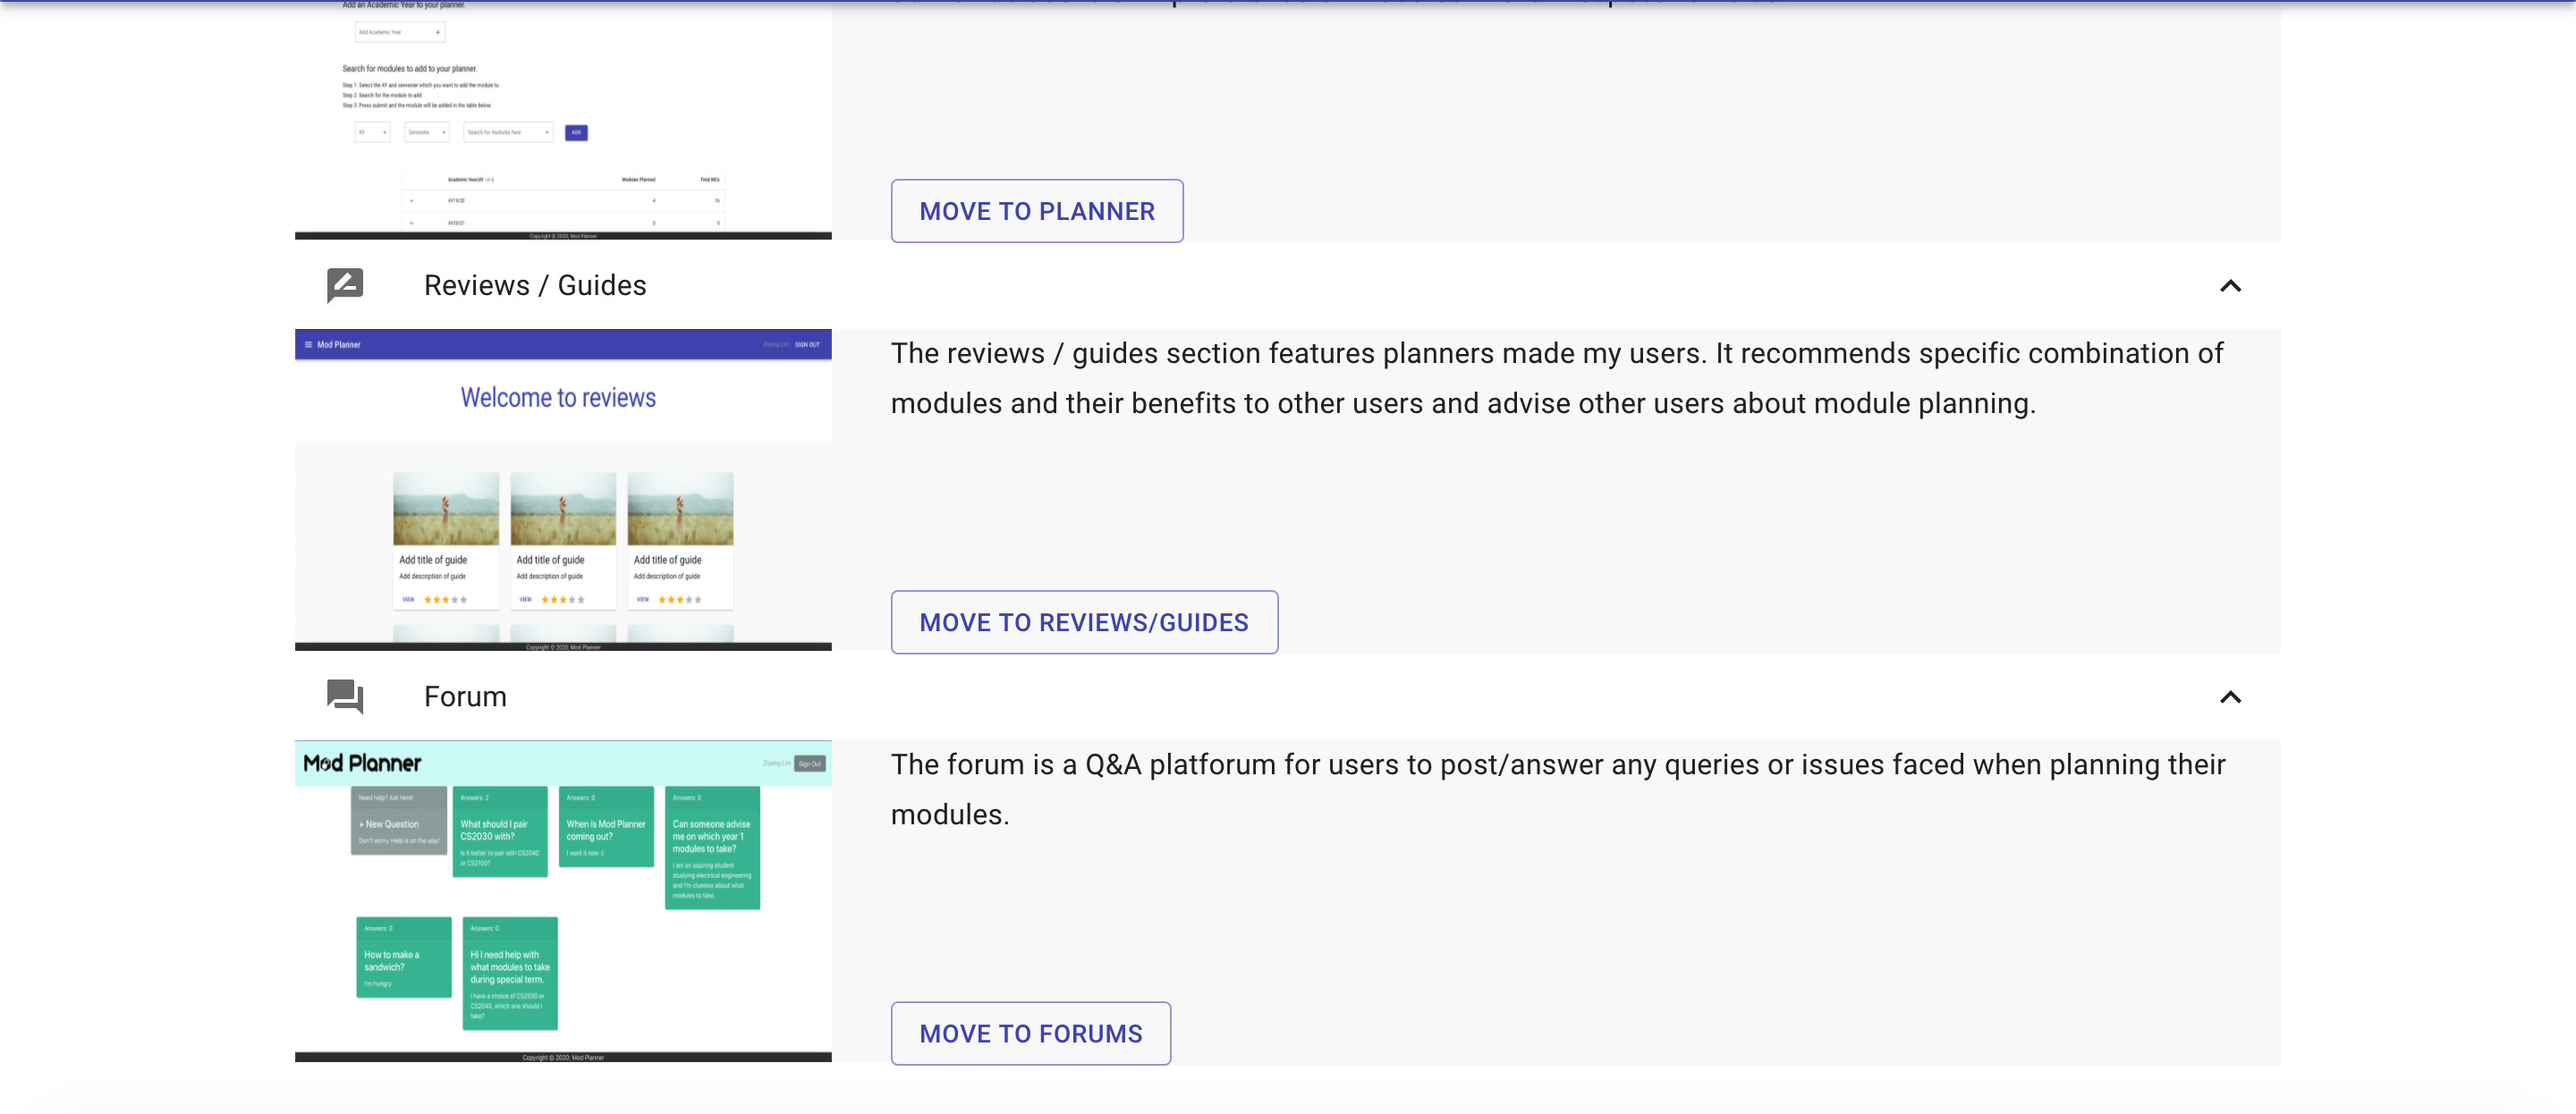 Add an Academic Year to your planner.
Add Academic Year
Search for modules to add to your planner.
Step 1: Select the AY and semester which you want to add the module to
Step 2: Search for the module to add
Step 3: Press submit and the module will be added in the table below
AY
Semester
Search for modules here
ADD
Academic Year(AY --/--) Modules Planned Total MCs
AY19/20 4 16
AY20/21 0 0
Copyright © 2020; Mod Planner
MOVE TO PLANNER
Reviews / Guides
Mod Planner
Ziyang Lim SIGN OUT
Welcome to reviews
Add title of guide Add title of guide Add title of guide
Add description of guide Add description of guide Add description of guide
VIEW VIEW VIEW
Copyright © 2020; Mod Planner
The reviews / guides section features planners made my users. It recommends specific combination of
modules and their benefits to other users and advise other users about module planning.
MOVE TO REVIEWS/GUIDES
Forum
Mod Planner
Ziyang Lim Sign Out
Need help? Ask here!
+ New Question
Don't worry. Help is on the way!
Answers: 2
What should I pair
CS2030 with?
Is it better to pair with CS2040
or CS2100?
Answers: 0
When is Mod Planner
coming out?
I want it now :(
Answers: 0
Can someone advise
me on which year 1
modules to take?
I am an aspiring student
studying electrical engineering
and I'm clueless about what
modules to take.
Answers: 0
How to make a
sandwich?
I'm hungry
Answers: 0
Hi I need help with
what modules to take
during special term.
I have a choice of CS2030 or
CS2040, which one should I
take?
Copyright © 2020; Mod Planner
The forum is a Q&A platforum for users to post/answer any queries or issues faced when planning their
modules.
MOVE TO FORUMS